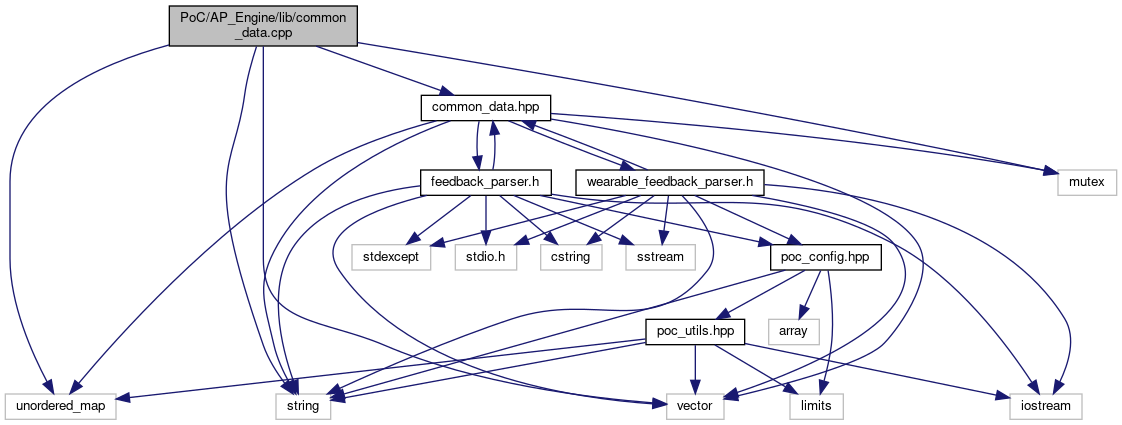 PoC/AP_Engine/lib/common
_data.cpp
common_data.hpp
feedback_parser.h
wearable_feedback_parser.h
mutex
stdexcept
stdio.h
cstring
sstream
poc_config.hpp
poc_utils.hpp
array
unordered_map
string
vector
limits
iostream